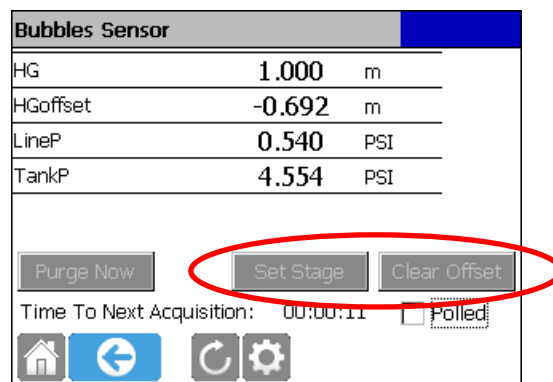 Bubbles Sensor
HG 1.000 m
HGoffset -0.692 m
LineP 0.540 PSI
TankP 4.554 PSI
Purge Now Set Stage Clear Offset
Time To Next Acquisition: 00:00:11 Polled